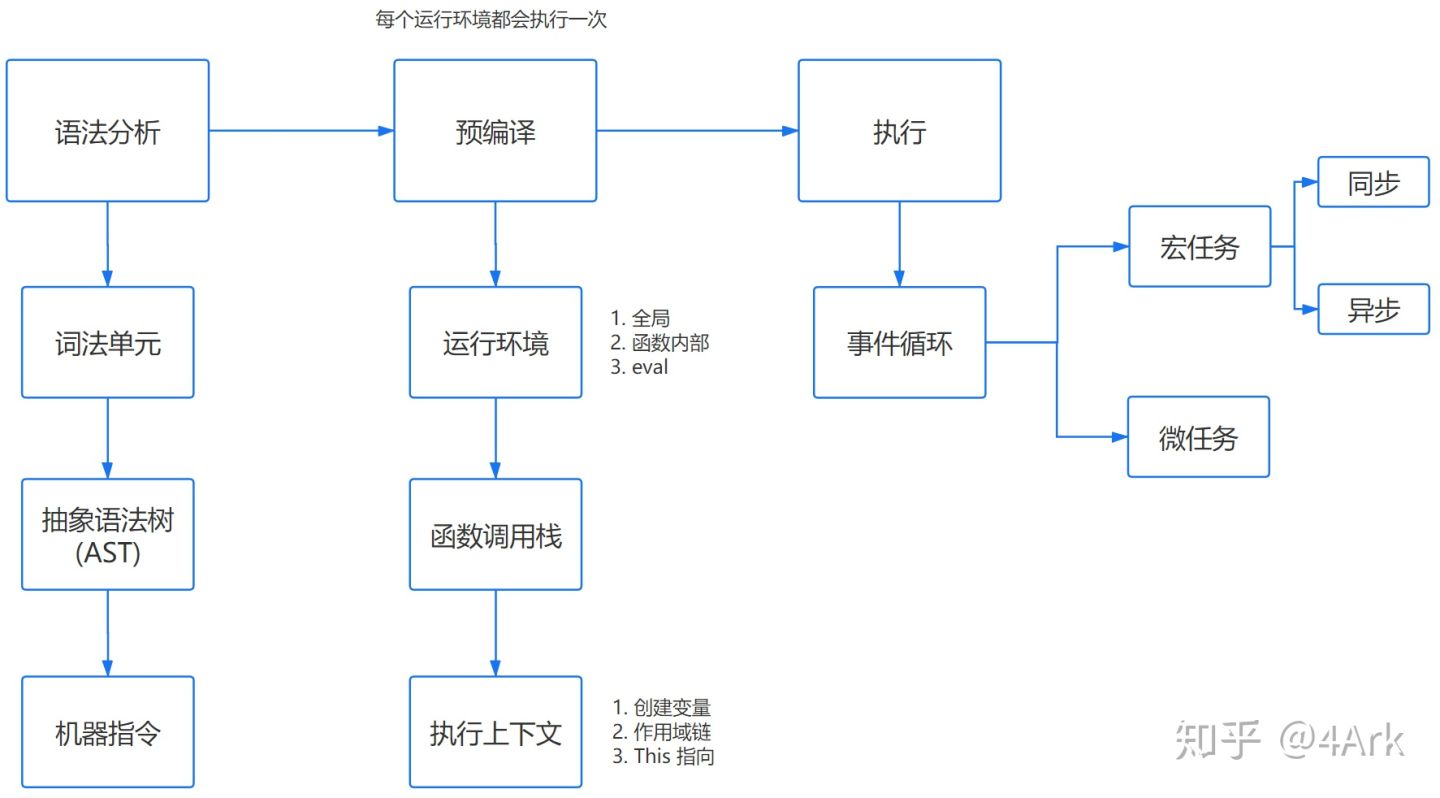 每个运行环境都会执行一次
语法分析
预编译
执行
同步
宏任务
异步
词法单元
运行环境
1. 全局
2. 函数内部
3. eval
事件循环
微任务
抽象语法树
(AST)
函数调用栈
机器指令
执行上下文
1. 创建变量
2. 作用域链
3. This 指向
知乎 @4Ark